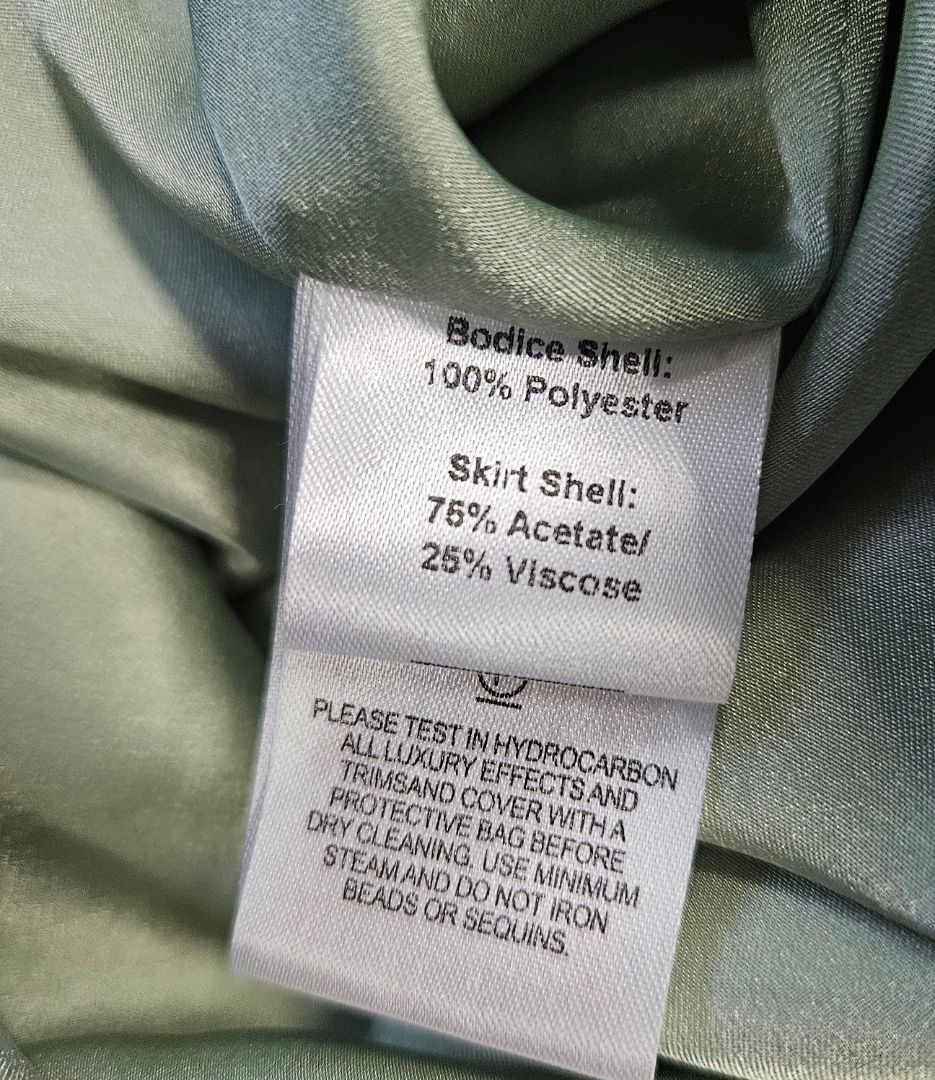 Bodice Shell:
100% Polyester
Skirt Shell:
75% Acetate/
25% Viscose
PLEASE TEST IN HYDROCARBON
ALL LUXURY EFFECTS AND
TRIMSAND COVER WITH A
PROTECTIVE BAG BEFORE
DRY CLEANING. USE MINIMUM
STEAM AND DO NOT IRON
BEADS OR SEQUINS.